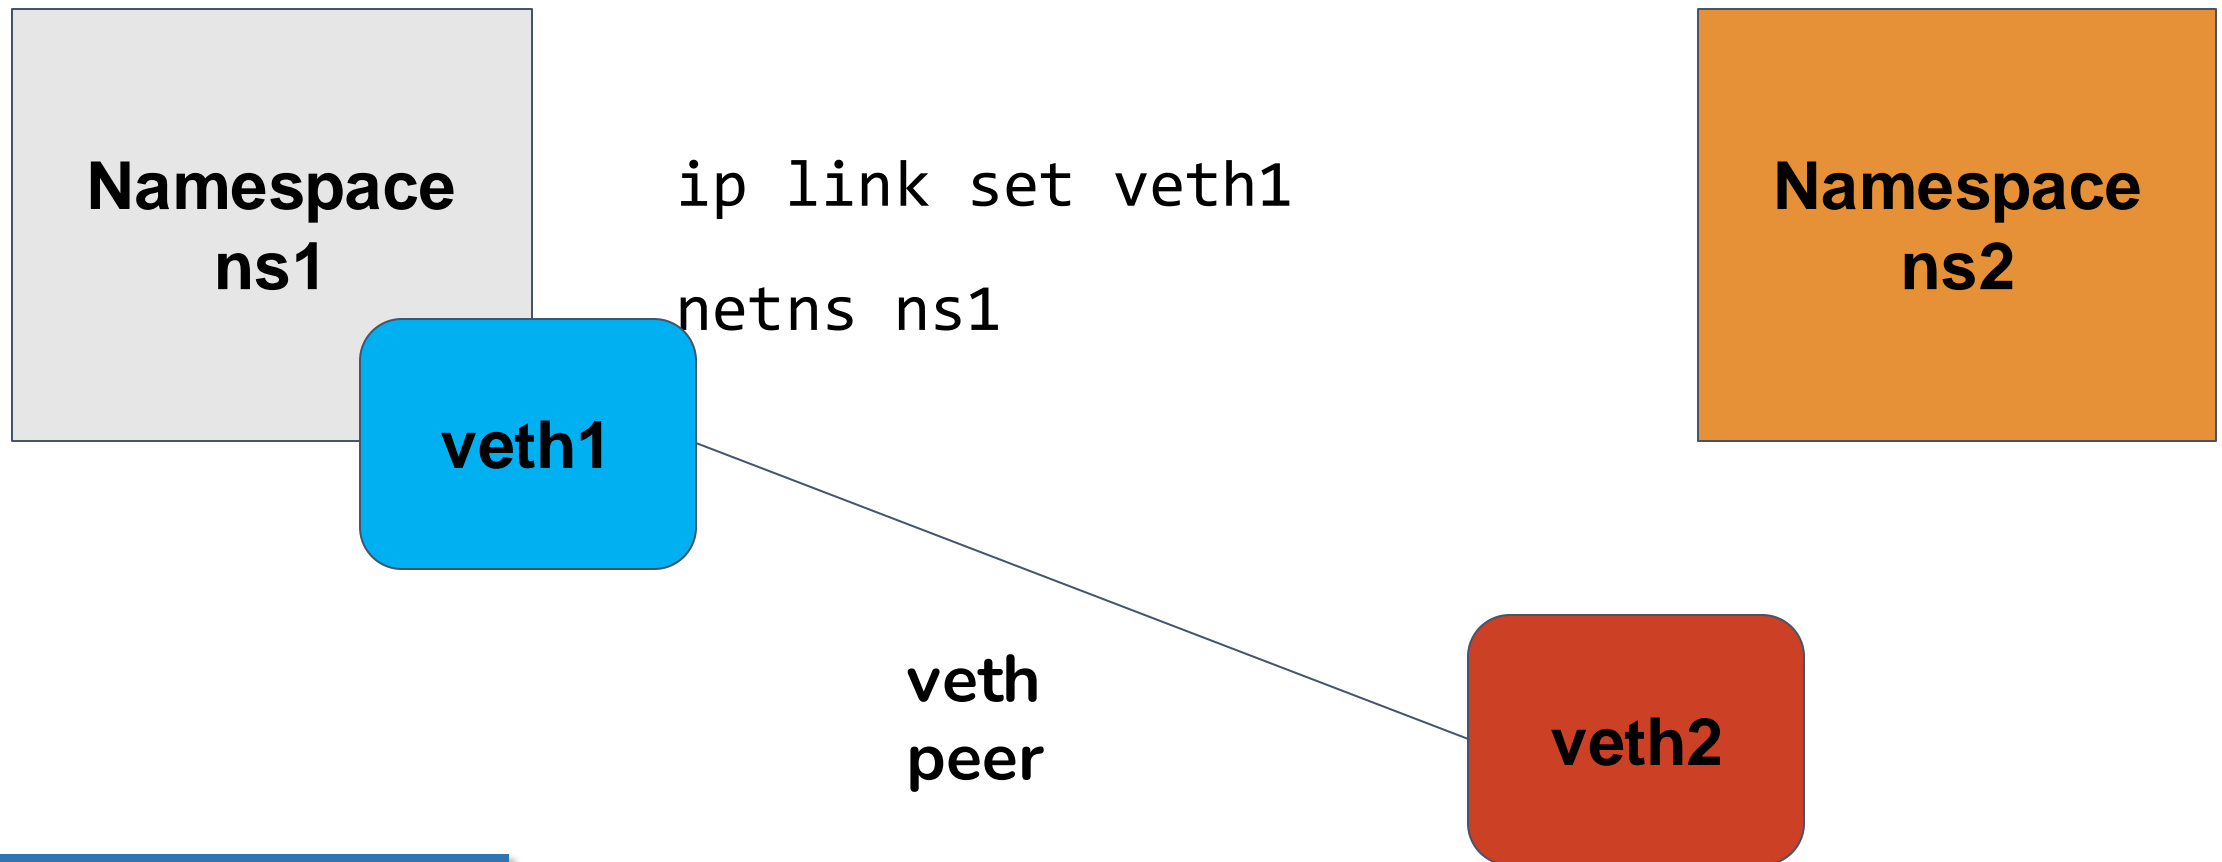 Namespace
ns1
ip link set veth1
netns ns1
Namespace
ns2
veth1
veth
peer
veth2